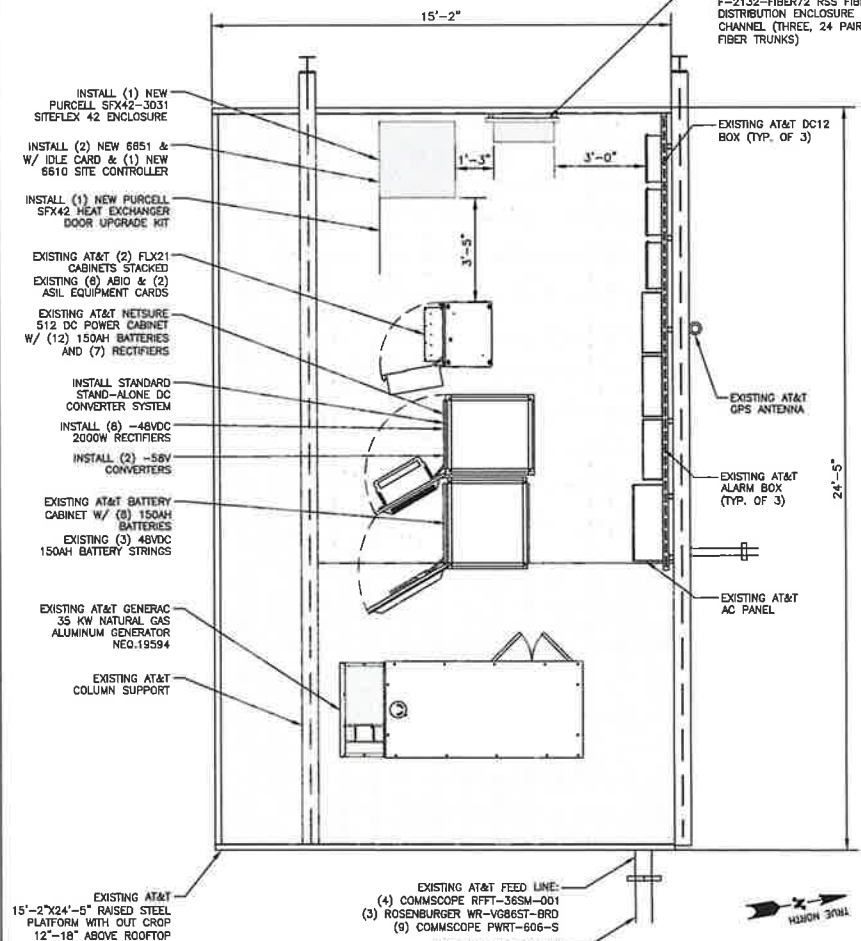 15'-2"
F-2132-FIBER72 RSS FIBER
DISTRIBUTION ENCLOSURE
CHANNEL (THREE, 24 PAIR
FIBER TRUNKS)
INSTALL (1) NEW
PURCELL SFX42-3031
SITEFLEX 42 ENCLOSURE
INSTALL (2) NEW 6651 &
W/ IDLE CARD & (1) NEW
6610 SITE CONTROLLER
INSTALL (1) NEW PURCELL
SFX42 HEAT EXCHANGER
DOOR UPGRADE KIT
EXISTING AT&T (2) FLX21
CABINETS STACKED
EXISTING (6) ABIO & (2)
ASIL EQUIPMENT CARDS
EXISTING AT&T NETSURE
512 DC POWER CABINET
W/ (12) 150AH BATTERIES
AND (7) RECTIFIERS
INSTALL STANDARD
STAND-ALONE DC
CONVERTER SYSTEM
INSTALL (8) -48VDC
2000W RECTIFIERS
INSTALL (2) -58V
CONVERTERS
EXISTING AT&T BATTERY
CABINET W/ (8) 150AH
BATTERIES
EXISTING (3) 48VDC
150AH BATTERY STRINGS
EXISTING AT&T GENERAC
35 KW NATURAL GAS
ALUMINUM GENERATOR
NEQ.19594
EXISTING AT&T
COLUMN SUPPORT
EXISTING AT&T
15'-2"X24'-5" RAISED STEEL
PLATFORM WITH OUT CROP
12"-18" ABOVE ROOFTOP
1'-3"
3'-0"
3'-5"
EXISTING AT&T DC12
BOX (TYP. OF 3)
EXISTING AT&T
GPS ANTENNA
24'-5"
EXISTING AT&T
ALARM BOX
(TYP. OF 3)
EXISTING AT&T
AC PANEL
EXISTING AT&T FEED LINE:
(4) COMMSCOPE RFFT-36SM-001
(3) ROSENBURGER WR-VG86ST-BRD
(9) COMMSCOPE PWRT-606-S
N
TRUE NORTH